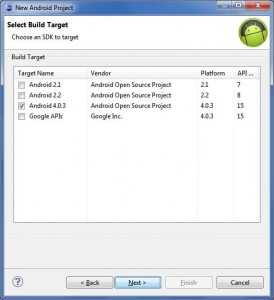 New Android Project
Select Build Target
Choose an SDK to target
Build Target
Target Name Vendor Platform API ...
Android 2.1 Android Open Source Project 2.1 7
Android 2.2 Android Open Source Project 2.2 8
Android 4.0.3 Android Open Source Project 4.0.3 15
Google APIs Google Inc. 4.0.3 15
? < Back Next > Finish Cancel